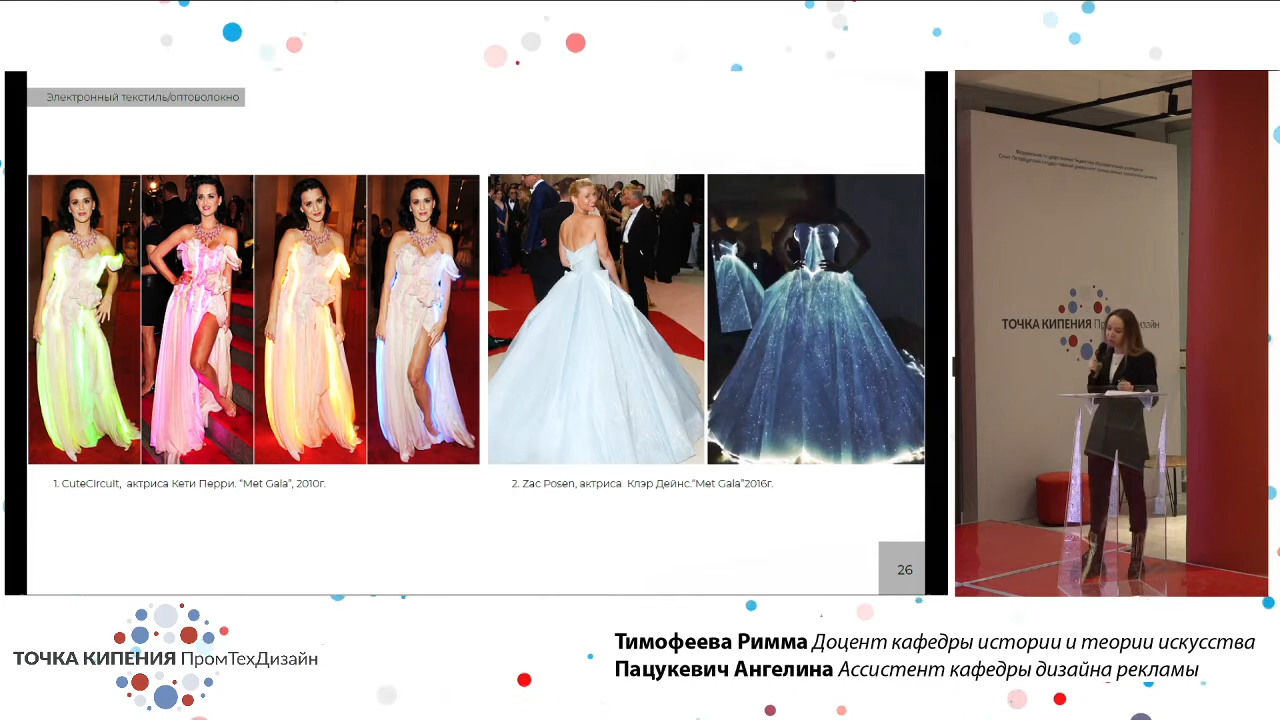 Электронный текстиль/оптоволокно
1. CuteCircuit, актриса Кети Перри. "Met Gala", 2010г.
2. Zac Posen, актриса Клэр Дейнс."Met Gala"2016г.
26
ТОЧКА КИПЕНИЯ
ТОЧКА КИПЕНИЯ ПромТехДизайн
Тимофеева Римма Доцент кафедры истории и теории искусства
Пацукевич Ангелина Ассистент кафедры дизайна рекламы